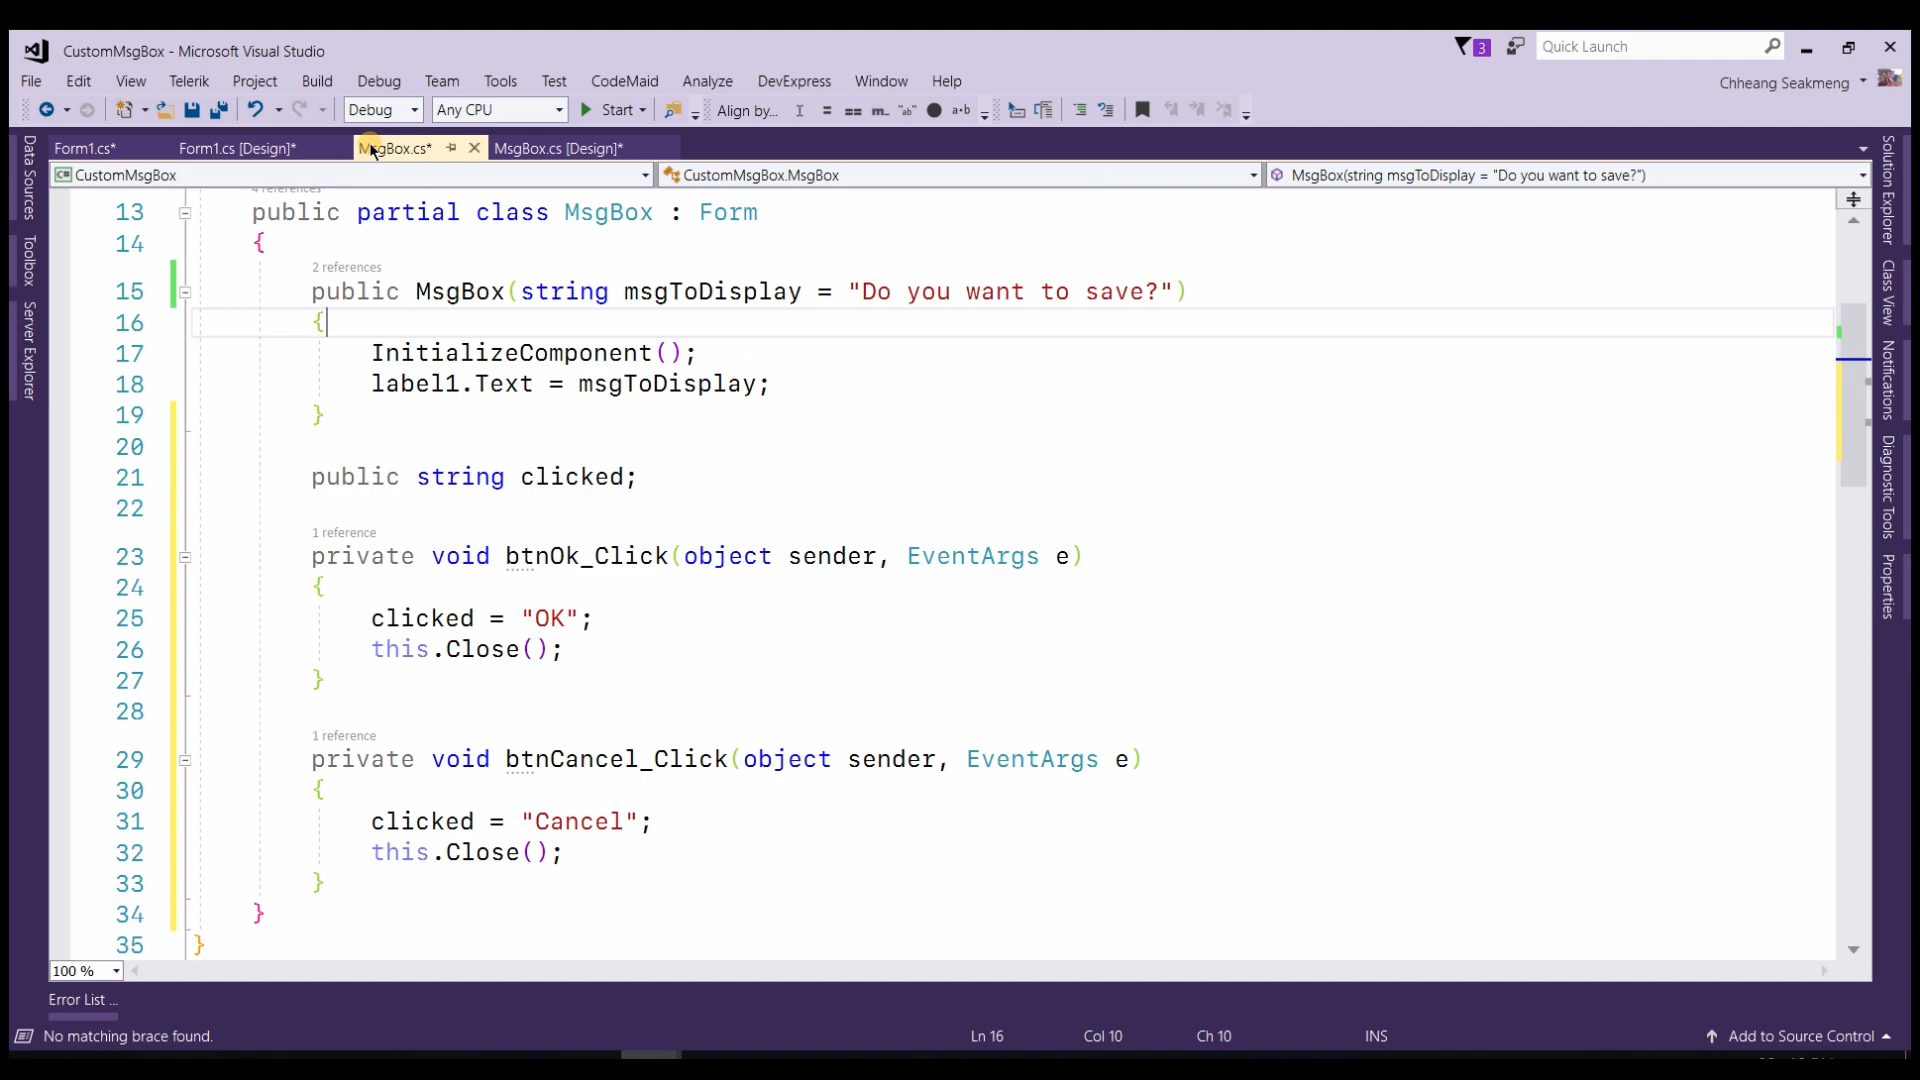 CustomMsgBox - Microsoft Visual Studio
3
Quick Launch
File Edit View Telerik Project Build Debug Team Tools Test CodeMaid Analyze DevExpress Window Help
Chheang Seakmeng
Debug Any CPU Start Align by...
Form1.cs* Form1.cs [Design]* MsgBox.cs* MsgBox.cs [Design]*
CustomMsgBox CustomMsgBox.MsgBox MsgBox(string msgToDisplay = "Do you want to save?")
Data Sources
Toolbox
Server Explorer
Solution Explorer
Class View
Notifications
Diagnostic Tools
Properties
4 references
13 public partial class MsgBox : Form
14 {
2 references
15 public MsgBox(string msgToDisplay = "Do you want to save?")
16 {
17 InitializeComponent();
18 label1.Text = msgToDisplay;
19 }
20
21 public string clicked;
22
1 reference
23 private void btnOk_Click(object sender, EventArgs e)
24 {
25 clicked = "OK";
26 this.Close();
27 }
28
1 reference
29 private void btnCancel_Click(object sender, EventArgs e)
30 {
31 clicked = "Cancel";
32 this.Close();
33 }
34 }
35 }
100 %
Error List ...
No matching brace found. Ln 16 Col 10 Ch 10 INS Add to Source Control